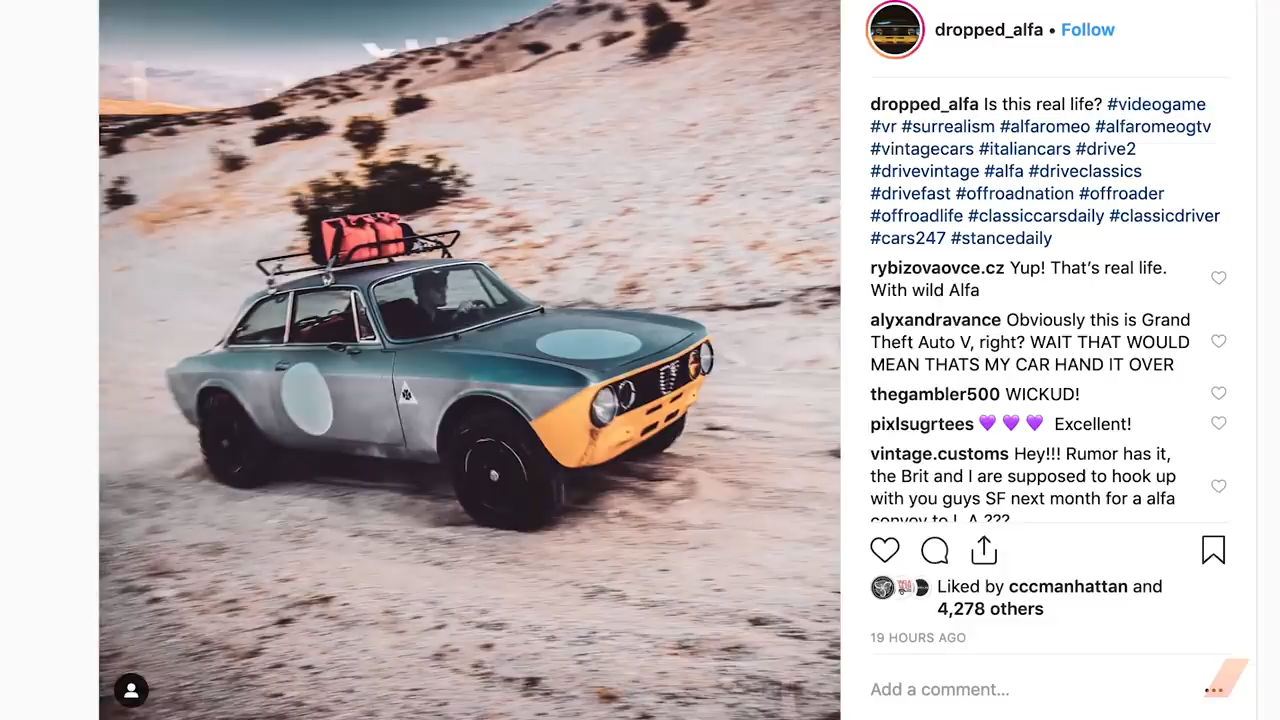 dropped_alfa • Follow
dropped_alfa Is this real life? #videogame
#vr #surrealism #alfaromeo #alfaromeogtv
#vintagecars #italiancars #drive2
#drivevintage #alfa #driveclassics
#drivefast #offroadnation #offroader
#offroadlife #classiccarsdaily #classicdriver
#cars247 #stancedaily
rybizovaovce.cz Yup! That’s real life.
With wild Alfa
alyxandravance Obviously this is Grand
Theft Auto V, right? WAIT THAT WOULD
MEAN THATS MY CAR HAND IT OVER
thegambler500 WICKUD!
pixlsugrtees 💜 💜 💜 Excellent!
vintage.customs Hey!!! Rumor has it,
the Brit and I are supposed to hook up
with you guys SF next month for a alfa
convoy to L.A ???
Liked by cccmanhattan and
4,278 others
19 HOURS AGO
Add a comment...